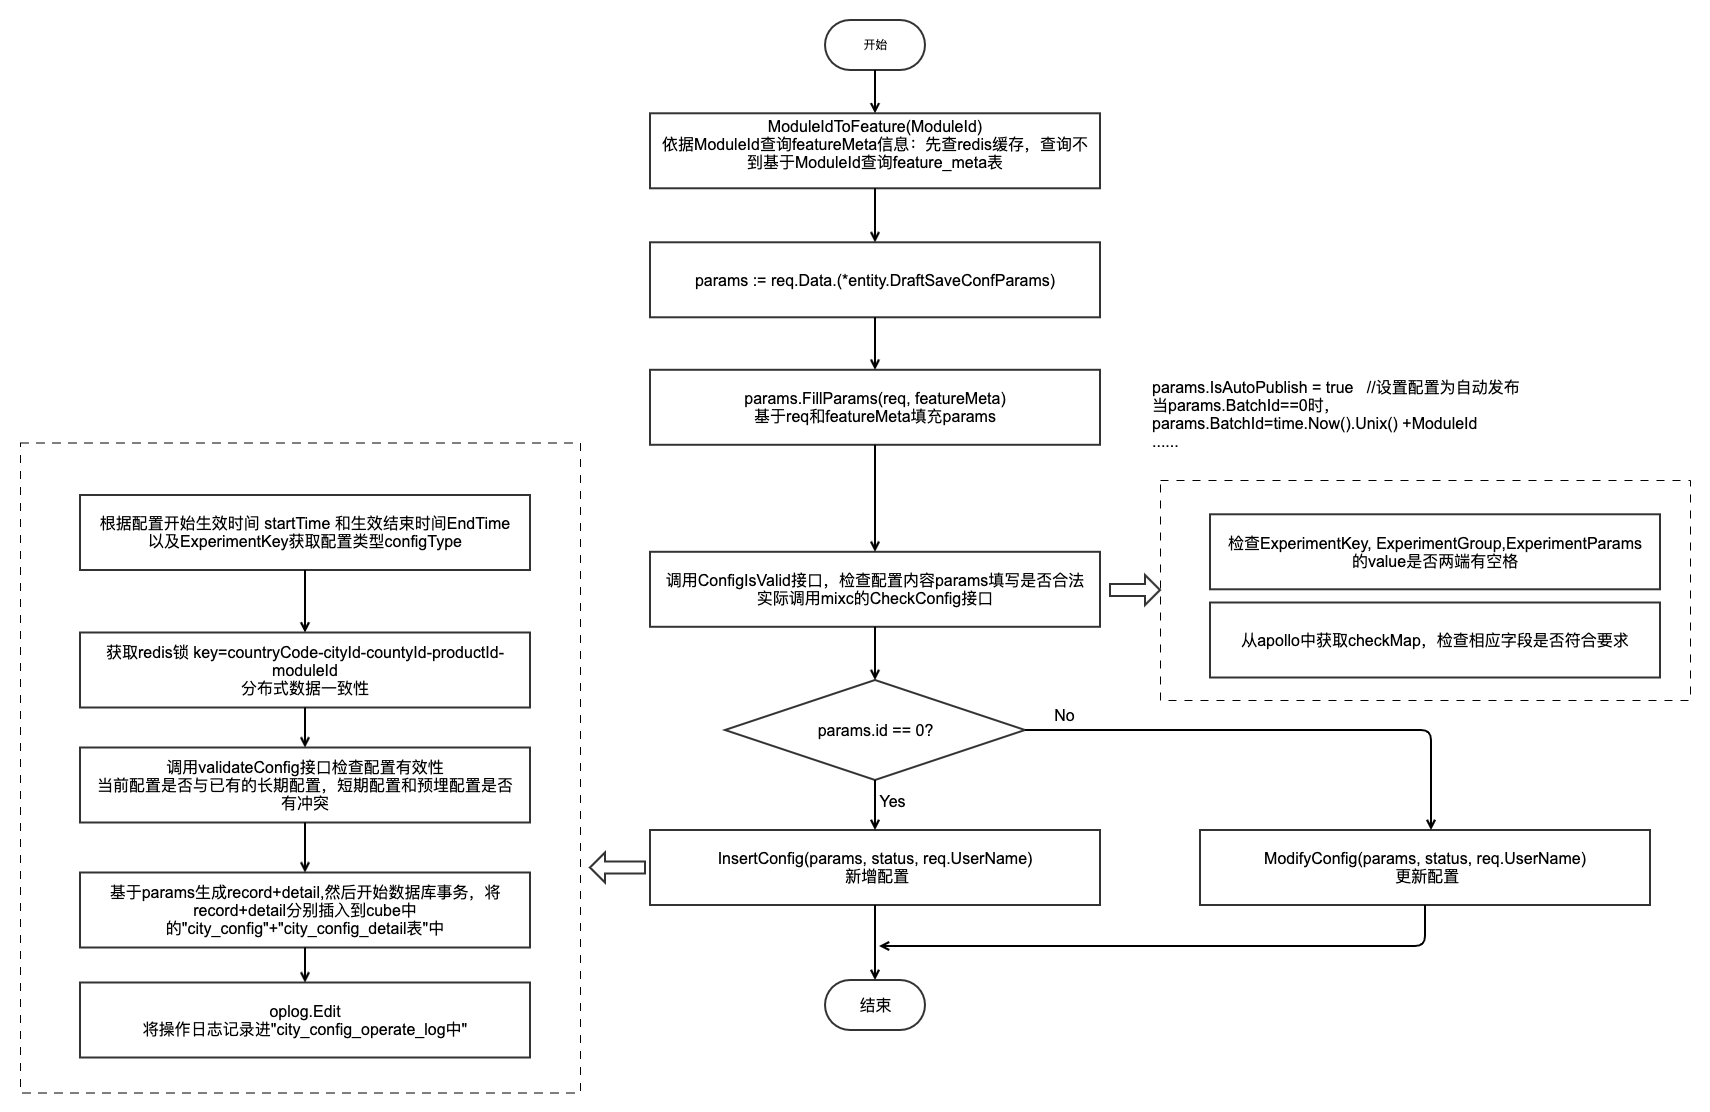 开始
ModuleIdToFeature(ModuleId)
依据ModuleId查询featureMeta信息：先查redis缓存，查询不
到基于ModuleId查询feature_meta表
params := req.Data.(*entity.DraftSaveConfParams)
params.FillParams(req, featureMeta)
基于req和featureMeta填充params
params.IsAutoPublish = true   //设置配置为自动发布
当params.BatchId==0时，
params.BatchId=time.Now().Unix() +ModuleId
......
调用ConfigIsValid接口，检查配置内容params填写是否合法
实际调用mixc的CheckConfig接口
检查ExperimentKey, ExperimentGroup,ExperimentParams
的value是否两端有空格
从apollo中获取checkMap，检查相应字段是否符合要求
params.id == 0?
No
Yes
InsertConfig(params, status, req.UserName)
新增配置
ModifyConfig(params, status, req.UserName)
更新配置
结束
根据配置开始生效时间 startTime 和生效结束时间EndTime
以及ExperimentKey获取配置类型configType
获取redis锁 key=countryCode-cityId-countyId-productId-
moduleId
分布式数据一致性
调用validateConfig接口检查配置有效性
当前配置是否与已有的长期配置，短期配置和预埋配置是否
有冲突
基于params生成record+detail,然后开始数据库事务，将
record+detail分别插入到cube中
的"city_config"+"city_config_detail表"中
oplog.Edit
将操作日志记录进"city_config_operate_log中"